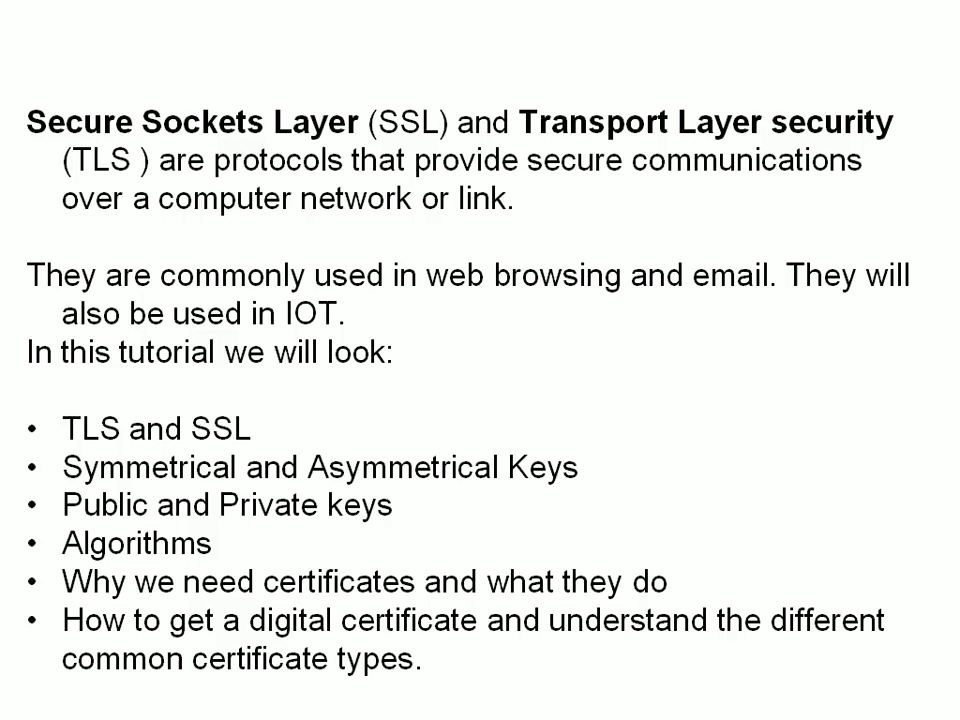 Secure Sockets Layer (SSL) and Transport Layer security
(TLS ) are protocols that provide secure communications
over a computer network or link.
They are commonly used in web browsing and email. They will
also be used in IOT.
In this tutorial we will look:
• TLS and SSL
• Symmetrical and Asymmetrical Keys
• Public and Private keys
• Algorithms
• Why we need certificates and what they do
• How to get a digital certificate and understand the different
common certificate types.